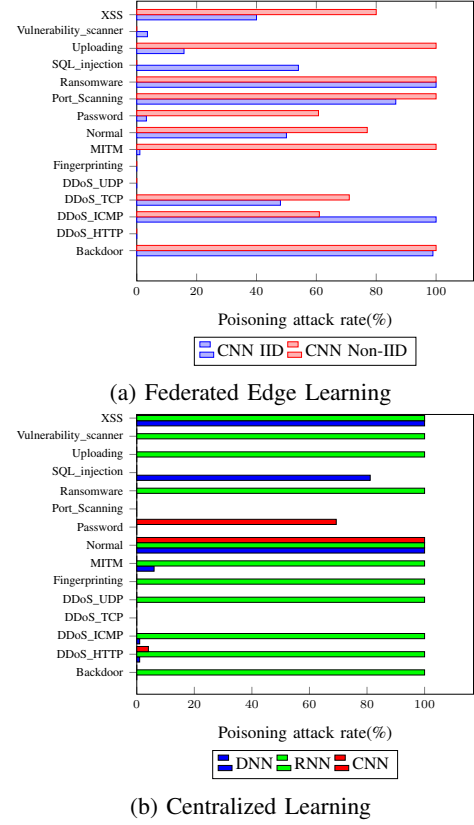 XSS
Vulnerability_scanner
Uploading
SQL_injection
Ransomware
Port_Scanning
Password
Normal
MITM
Fingerprinting
DDoS_UDP
DDoS_TCP
DDoS_ICMP
DDoS_HTTP
Backdoor
0 20 40 60 80 100
Poisoning attack rate(%)
CNN IID CNN Non-IID
(a) Federated Edge Learning
XSS
Vulnerability_scanner
Uploading
SQL_injection
Ransomware
Port_Scanning
Password
Normal
MITM
Fingerprinting
DDoS_UDP
DDoS_TCP
DDoS_ICMP
DDoS_HTTP
Backdoor
0 20 40 60 80 100
Poisoning attack rate(%)
DNN RNN CNN
(b) Centralized Learning